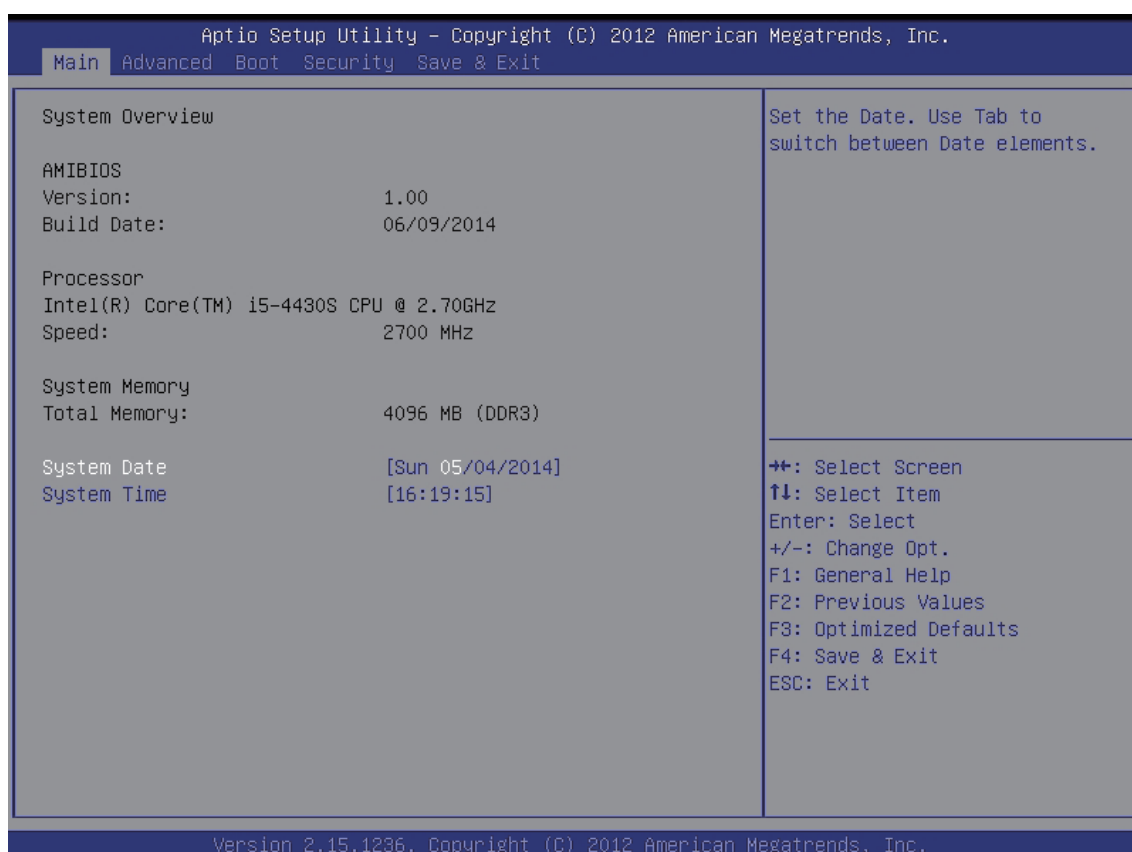 Aptio Setup Utility – Copyright (C) 2012 American Megatrends, Inc.
Main Advanced Boot Security Save & Exit
System Overview
AMIBIOS
Version: 1.00
Build Date: 06/09/2014
Processor
Intel(R) Core(TM) i5-4430S CPU @ 2.70GHz
Speed: 2700 MHz
System Memory
Total Memory: 4096 MB (DDR3)
System Date [Sun 05/04/2014]
System Time [16:19:15]
Set the Date. Use Tab to
switch between Date elements.
→←: Select Screen
↑↓: Select Item
Enter: Select
+/-: Change Opt.
F1: General Help
F2: Previous Values
F3: Optimized Defaults
F4: Save & Exit
ESC: Exit
Version 2.15.1236. Copyright (C) 2012 American Megatrends, Inc.